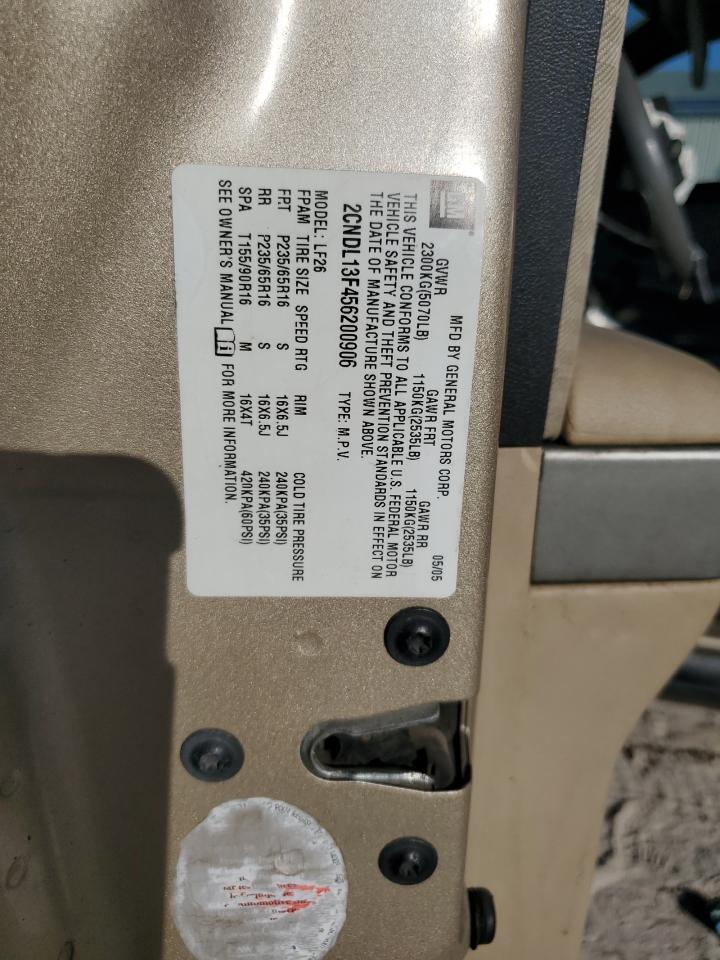 GM
MFD BY GENERAL MOTORS CORP. 05/05
GVWR GAWR FRT GAWR RR
2300KG(5070LB) 1150KG(2535LB) 1150KG(2535LB)
THIS VEHICLE CONFORMS TO ALL APPLICABLE U.S. FEDERAL MOTOR
VEHICLE SAFETY AND THEFT PREVENTION STANDARDS IN EFFECT ON
THE DATE OF MANUFACTURE SHOWN ABOVE.
2CNDL13F456200906 TYPE: M.P.V.
MODEL: LF26
FPAM TIRE SIZE SPEED RTG RIM COLD TIRE PRESSURE
FRT P235/65R16 S 16X6.5J 240KPA(35PSI)
RR P235/65R16 S 16X6.5J 240KPA(35PSI)
SPA T155/90R16 M 16X4T 420KPA(60PSI)
SEE OWNER'S MANUAL FOR MORE INFORMATION.